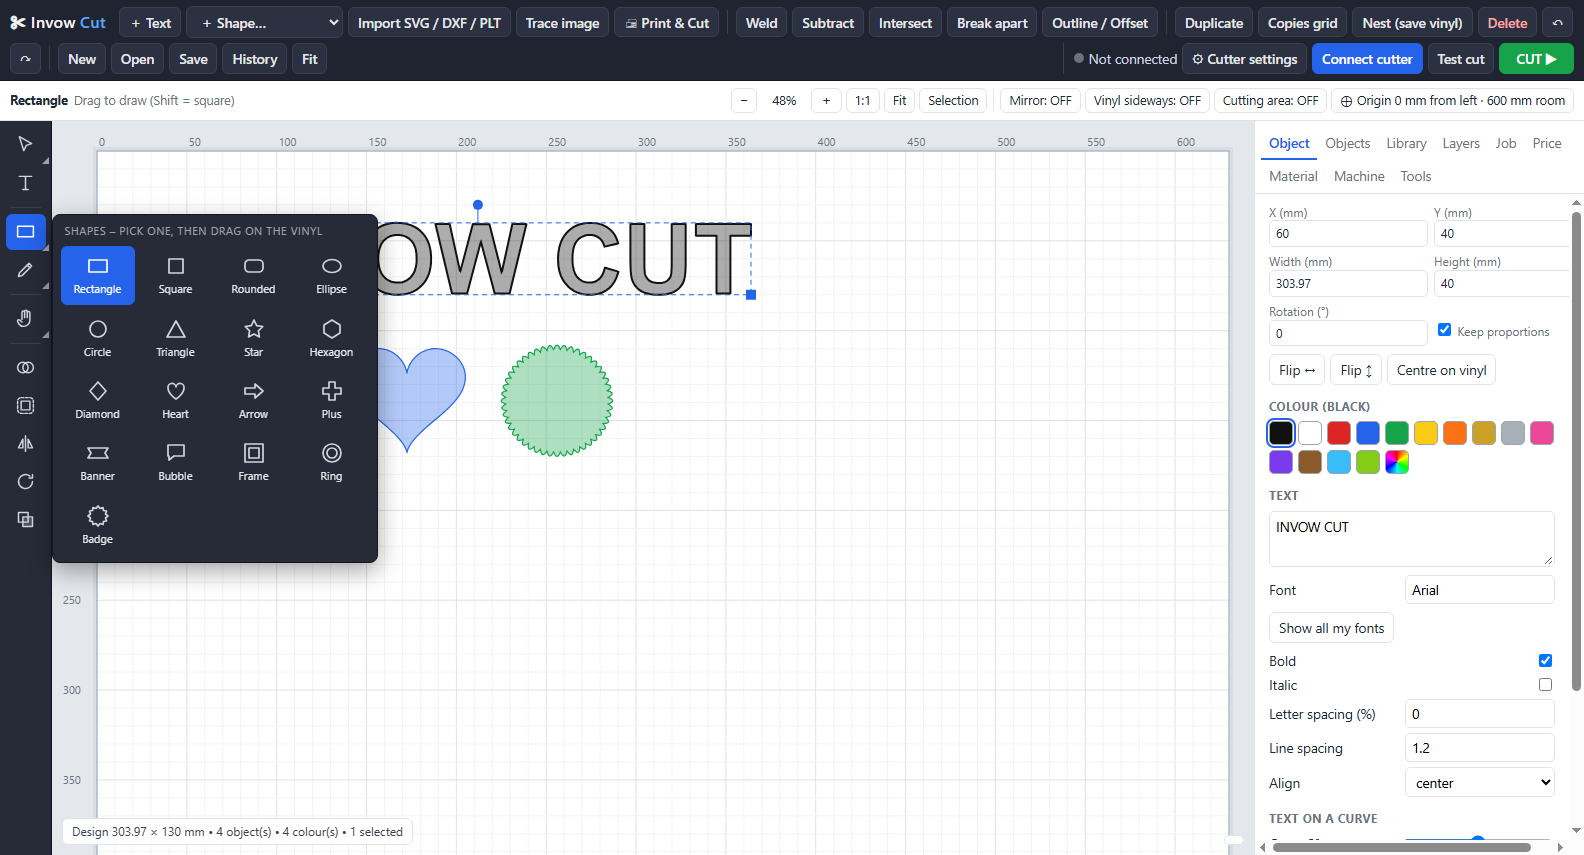 Invow Cut
+ Text
+ Shape...
Import SVG / DXF / PLT
Trace image
Print & Cut
Weld
Subtract
Intersect
Break apart
Outline / Offset
Duplicate
Copies grid
Nest (save vinyl)
Delete
New
Open
Save
History
Fit
Not connected
Cutter settings
Connect cutter
Test cut
CUT
Rectangle Drag to draw (Shift = square)
− 48% + 1:1 Fit Selection
Mirror: OFF
Vinyl sideways: OFF
Cutting area: OFF
Origin 0 mm from left · 600 mm room
0 50 100 150 200 250 300 350 400 450 500 550 600
SHAPES – PICK ONE, THEN DRAG ON THE VINYL
Rectangle Square Rounded Ellipse
Circle Triangle Star Hexagon
Diamond Heart Arrow Plus
Banner Bubble Frame Ring
Badge
OW CUT
250
300
350
Design 303.97 × 130 mm • 4 object(s) • 4 colour(s) • 1 selected
Object Objects Library Layers Job Price
Material Machine Tools
X (mm) Y (mm)
60 40
Width (mm) Height (mm)
303.97 40
Rotation (°)
0 Keep proportions
Flip ↔ Flip ↕ Centre on vinyl
COLOUR (BLACK)
TEXT
INVOW CUT
Font Arial
Show all my fonts
Bold
Italic
Letter spacing (%) 0
Line spacing 1.2
Align center
TEXT ON A CURVE